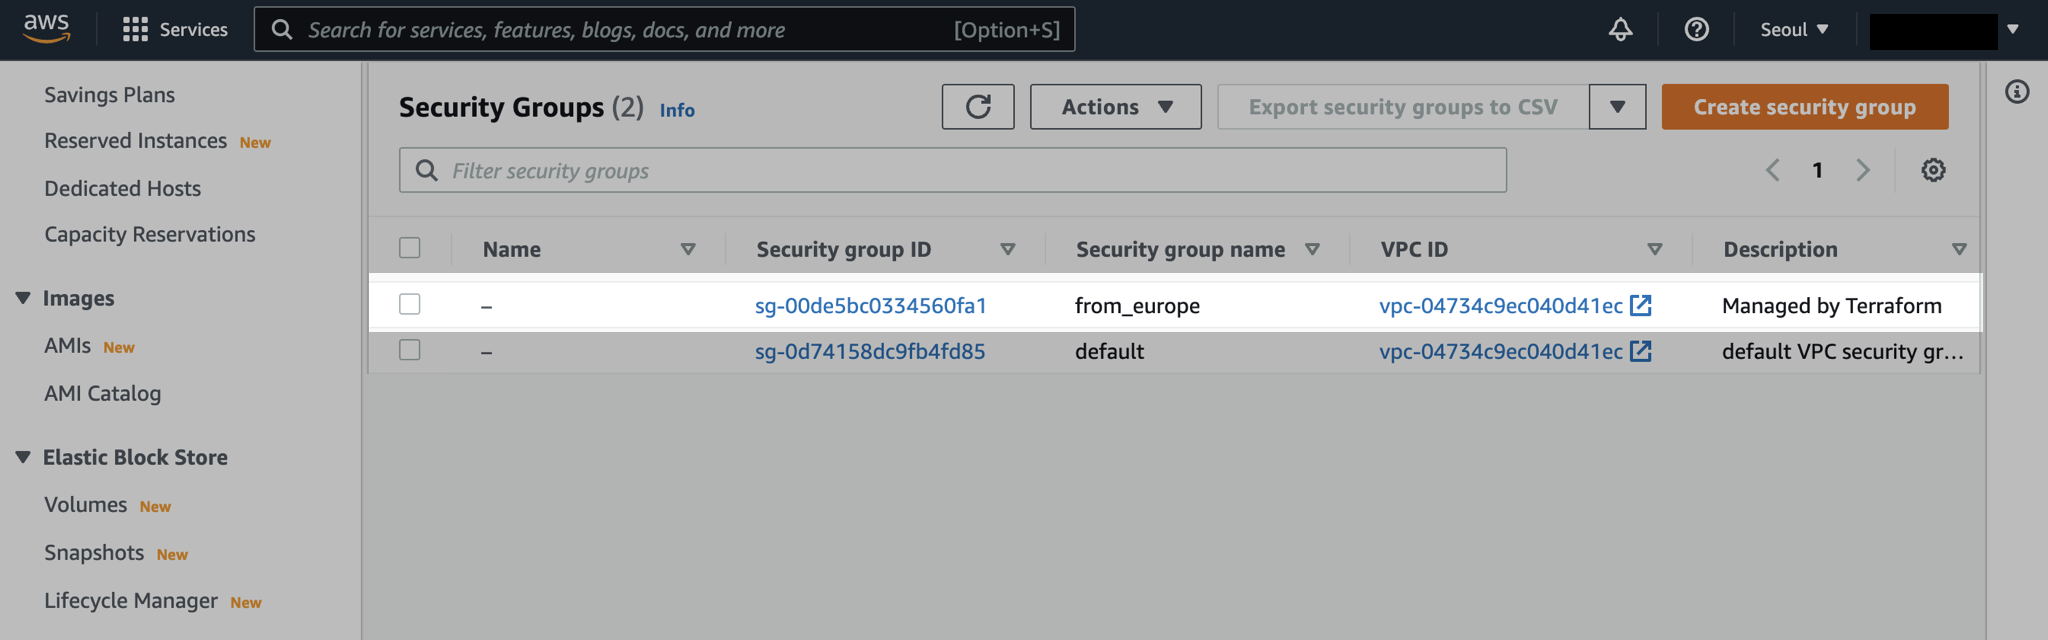 aws Services Search for services, features, blogs, docs, and more [Option+S] Seoul
Savings Plans
Reserved Instances New
Dedicated Hosts
Capacity Reservations
Images
AMIs New
AMI Catalog
Elastic Block Store
Volumes New
Snapshots New
Lifecycle Manager New
Security Groups (2) Info Actions Export security groups to CSV Create security group
Filter security groups 1
Name Security group ID Security group name VPC ID Description
– sg-00de5bc0334560fa1 from_europe vpc-04734c9ec040d41ec Managed by Terraform
– sg-0d74158dc9fb4fd85 default vpc-04734c9ec040d41ec default VPC security gr...